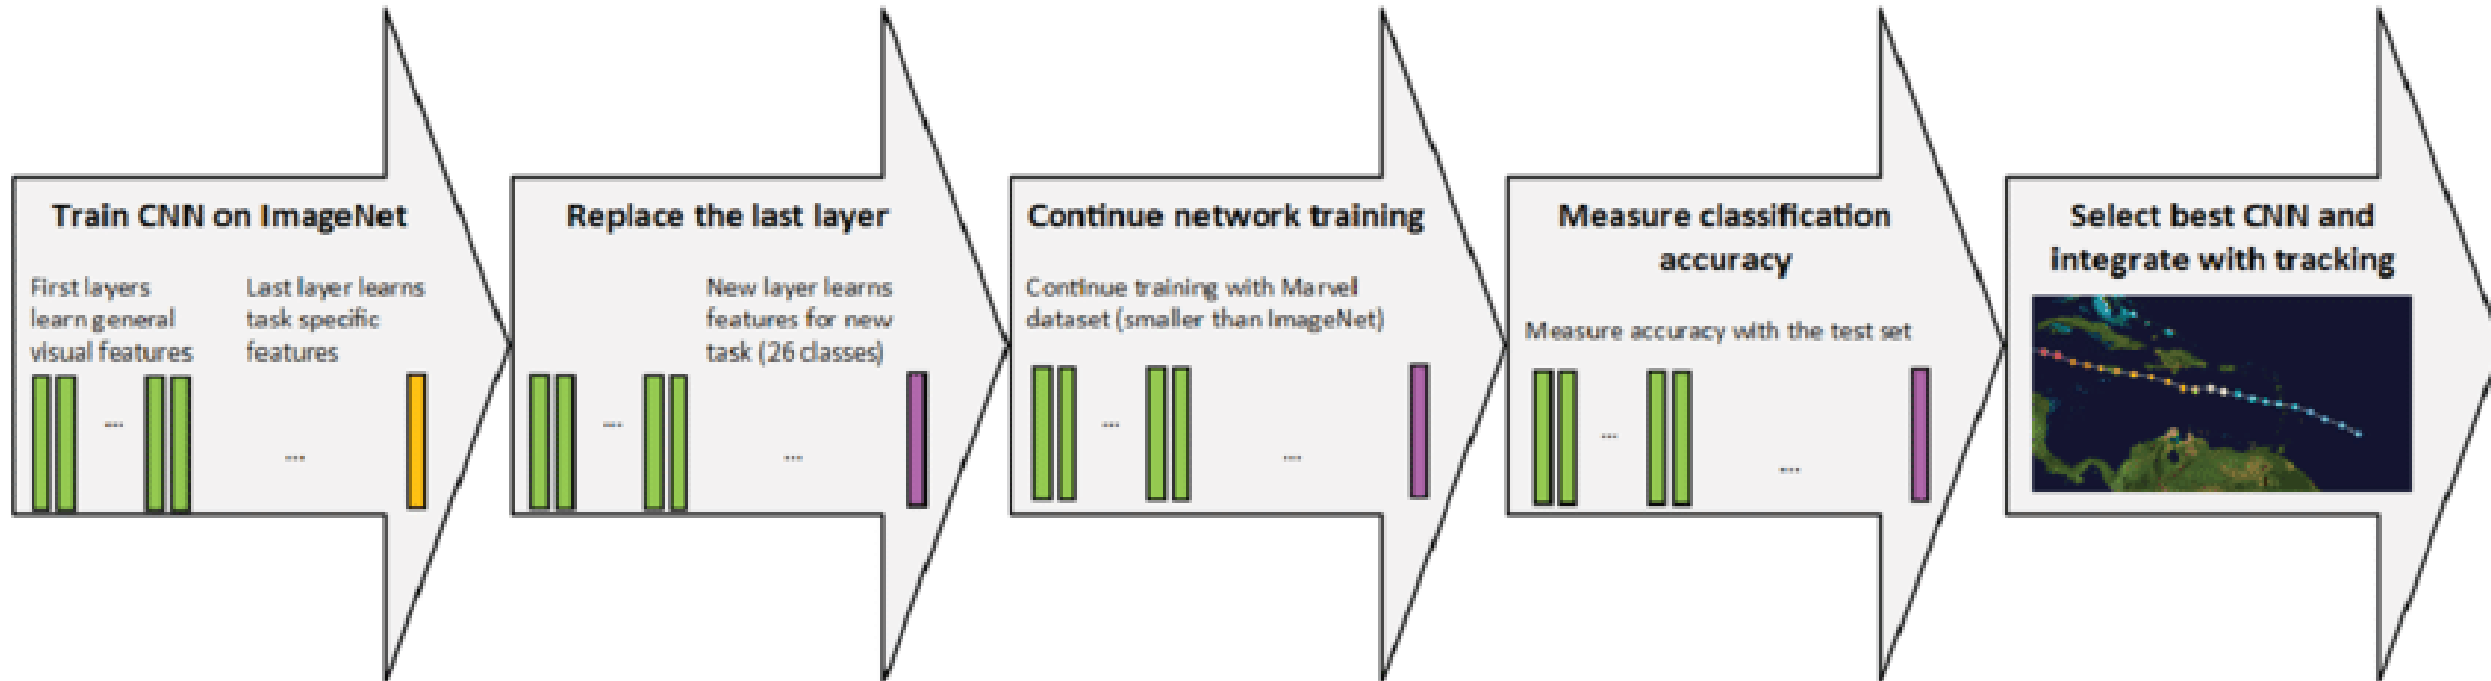 Train CNN on ImageNet
First layers
learn general
visual features
Last layer learns
task specific
features
...
...
Replace the last layer
New layer learns
features for new
task (26 classes)
...
...
Continue network training
Continue training with Marvel
dataset (smaller than ImageNet)
...
...
Measure classification
accuracy
Measure accuracy with the test set
...
...
Select best CNN and
integrate with tracking